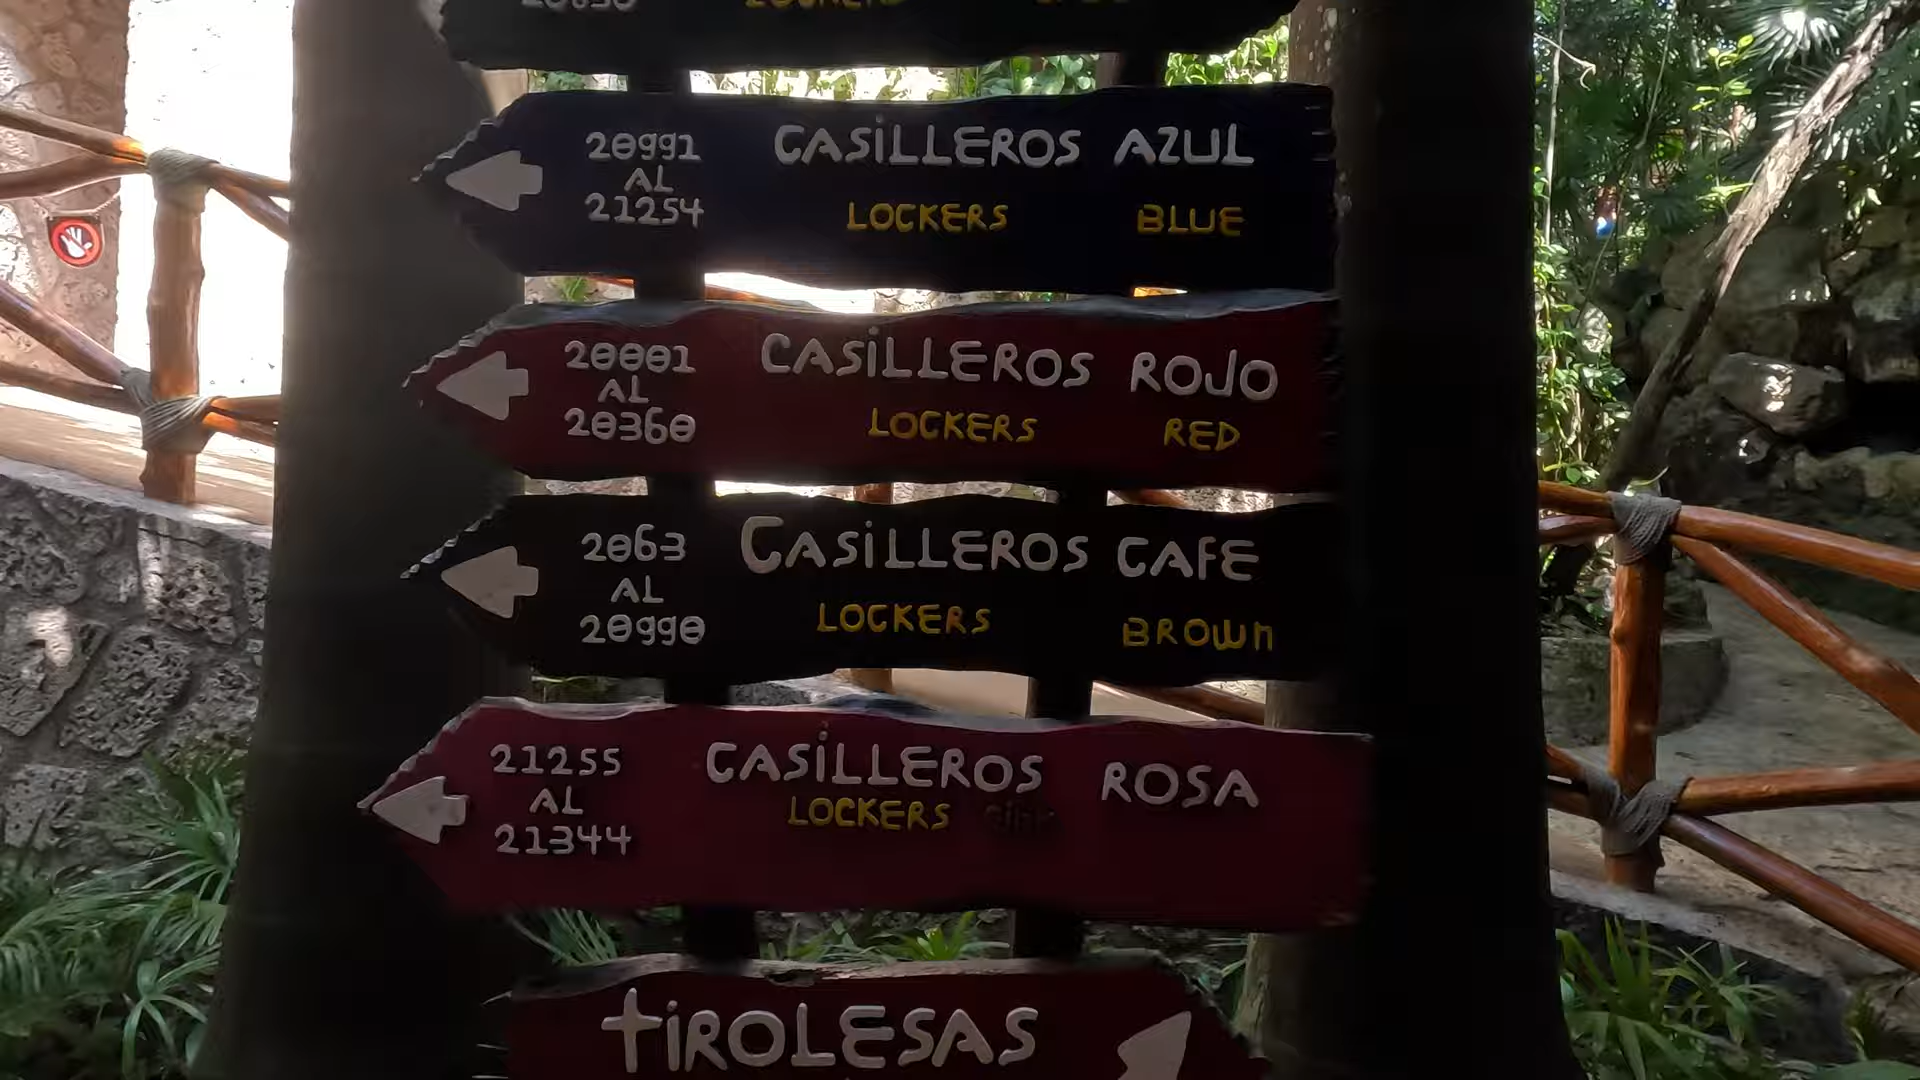 20991 CASILLEROS AZUL
AL
21254 LOCKERS BLUE
20001 CASILLEROS ROJO
AL
20360 LOCKERS RED
2063 CASILLEROS CAFE
AL
20990 LOCKERS BROWN
21255 CASILLEROS ROSA
AL LOCKERS
21344
TIROLESAS